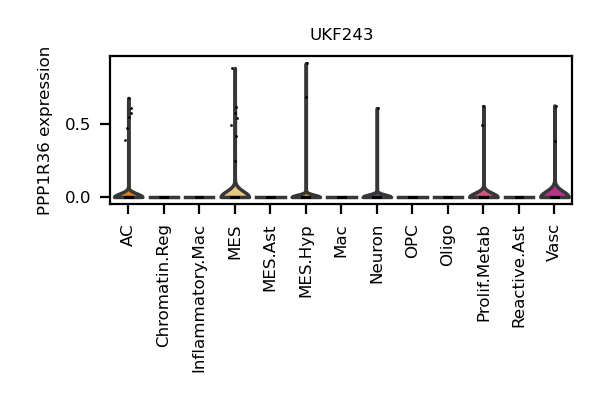 UKF243
PPP1R36 expression
0.5
0.0
AC
Chromatin.Reg
Inflammatory.Mac
MES
MES.Ast
MES.Hyp
Mac
Neuron
OPC
Oligo
Prolif.Metab
Reactive.Ast
Vasc